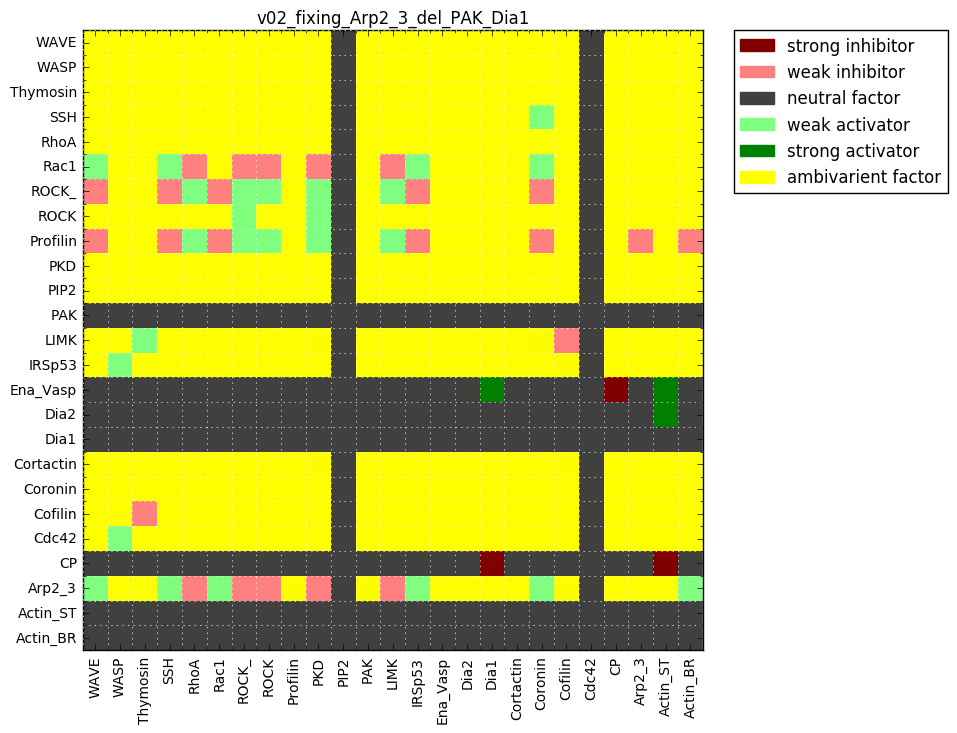 v02_fixing_Arp2_3_del_PAK_Dia1
WAVE
WASP
Thymosin
SSH
RhoA
Rac1
ROCK_
ROCK
Profilin
PKD
PIP2
PAK
LIMK
IRSp53
Ena_Vasp
Dia2
Dia1
Cortactin
Coronin
Cofilin
Cdc42
CP
Arp2_3
Actin_ST
Actin_BR
WAVE
WASP
Thymosin
SSH
RhoA
Rac1
ROCK_
ROCK
Profilin
PKD
PIP2
PAK
LIMK
IRSp53
Ena_Vasp
Dia2
Dia1
Cortactin
Coronin
Cofilin
Cdc42
CP
Arp2_3
Actin_ST
Actin_BR
strong inhibitor
weak inhibitor
neutral factor
weak activator
strong activator
ambivarient factor